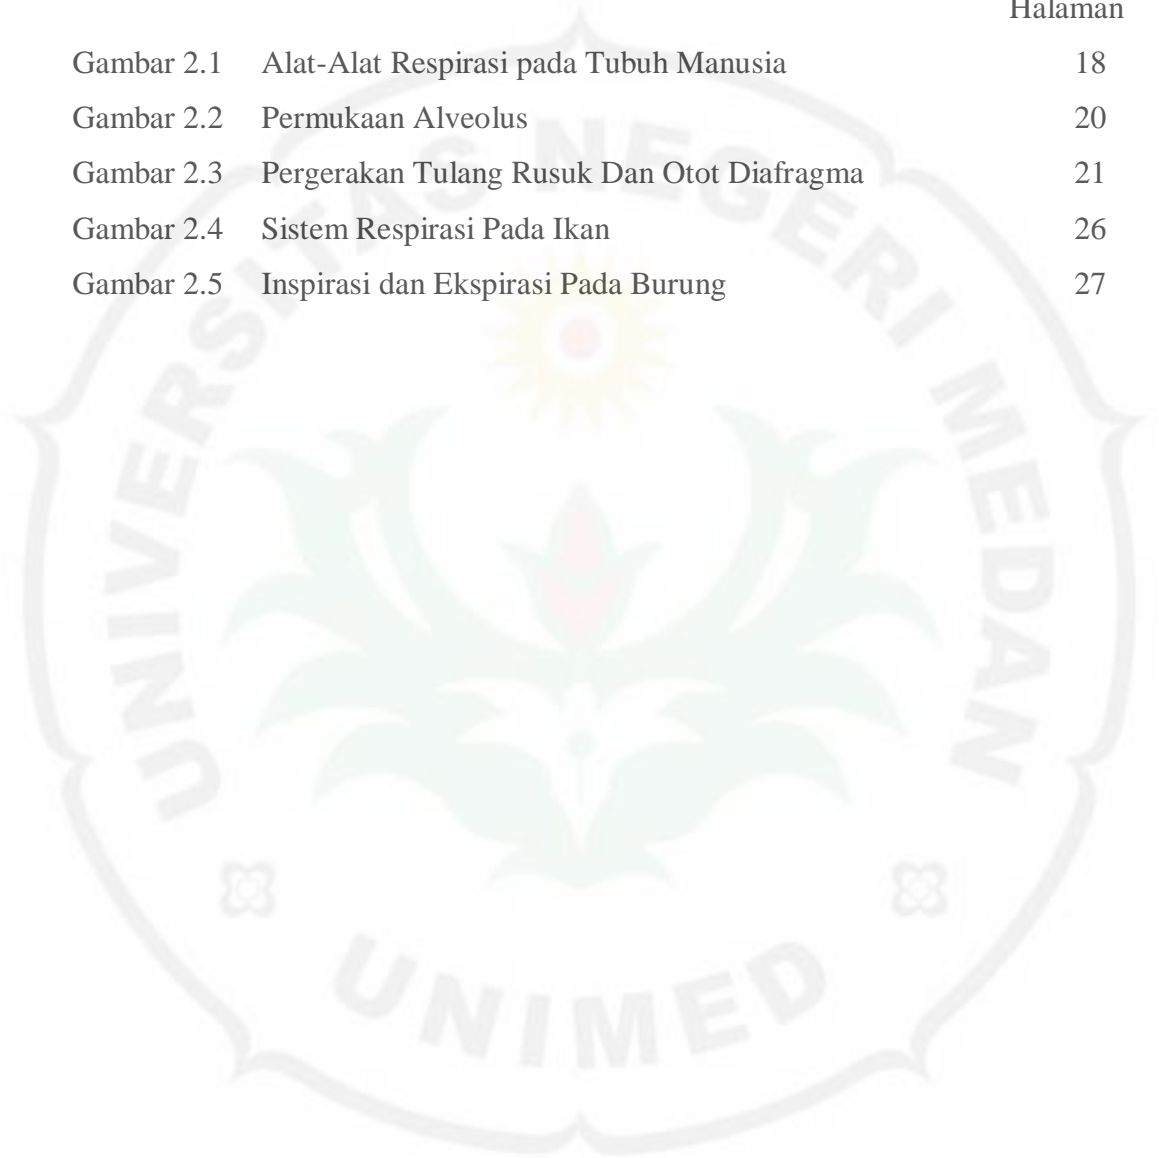 Halaman
Gambar 2.1 Alat-Alat Respirasi pada Tubuh Manusia 18
Gambar 2.2 Permukaan Alveolus 20
Gambar 2.3 Pergerakan Tulang Rusuk Dan Otot Diafragma 21
Gambar 2.4 Sistem Respirasi Pada Ikan 26
Gambar 2.5 Inspirasi dan Ekspirasi Pada Burung 27
UNIVERSITAS NEGERI MEDAN
UNIMED